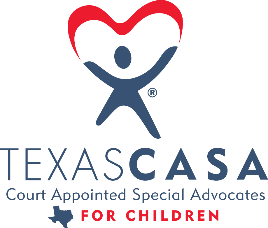 ®
TEXASCASA
Court Appointed Special Advocates
FOR CHILDREN